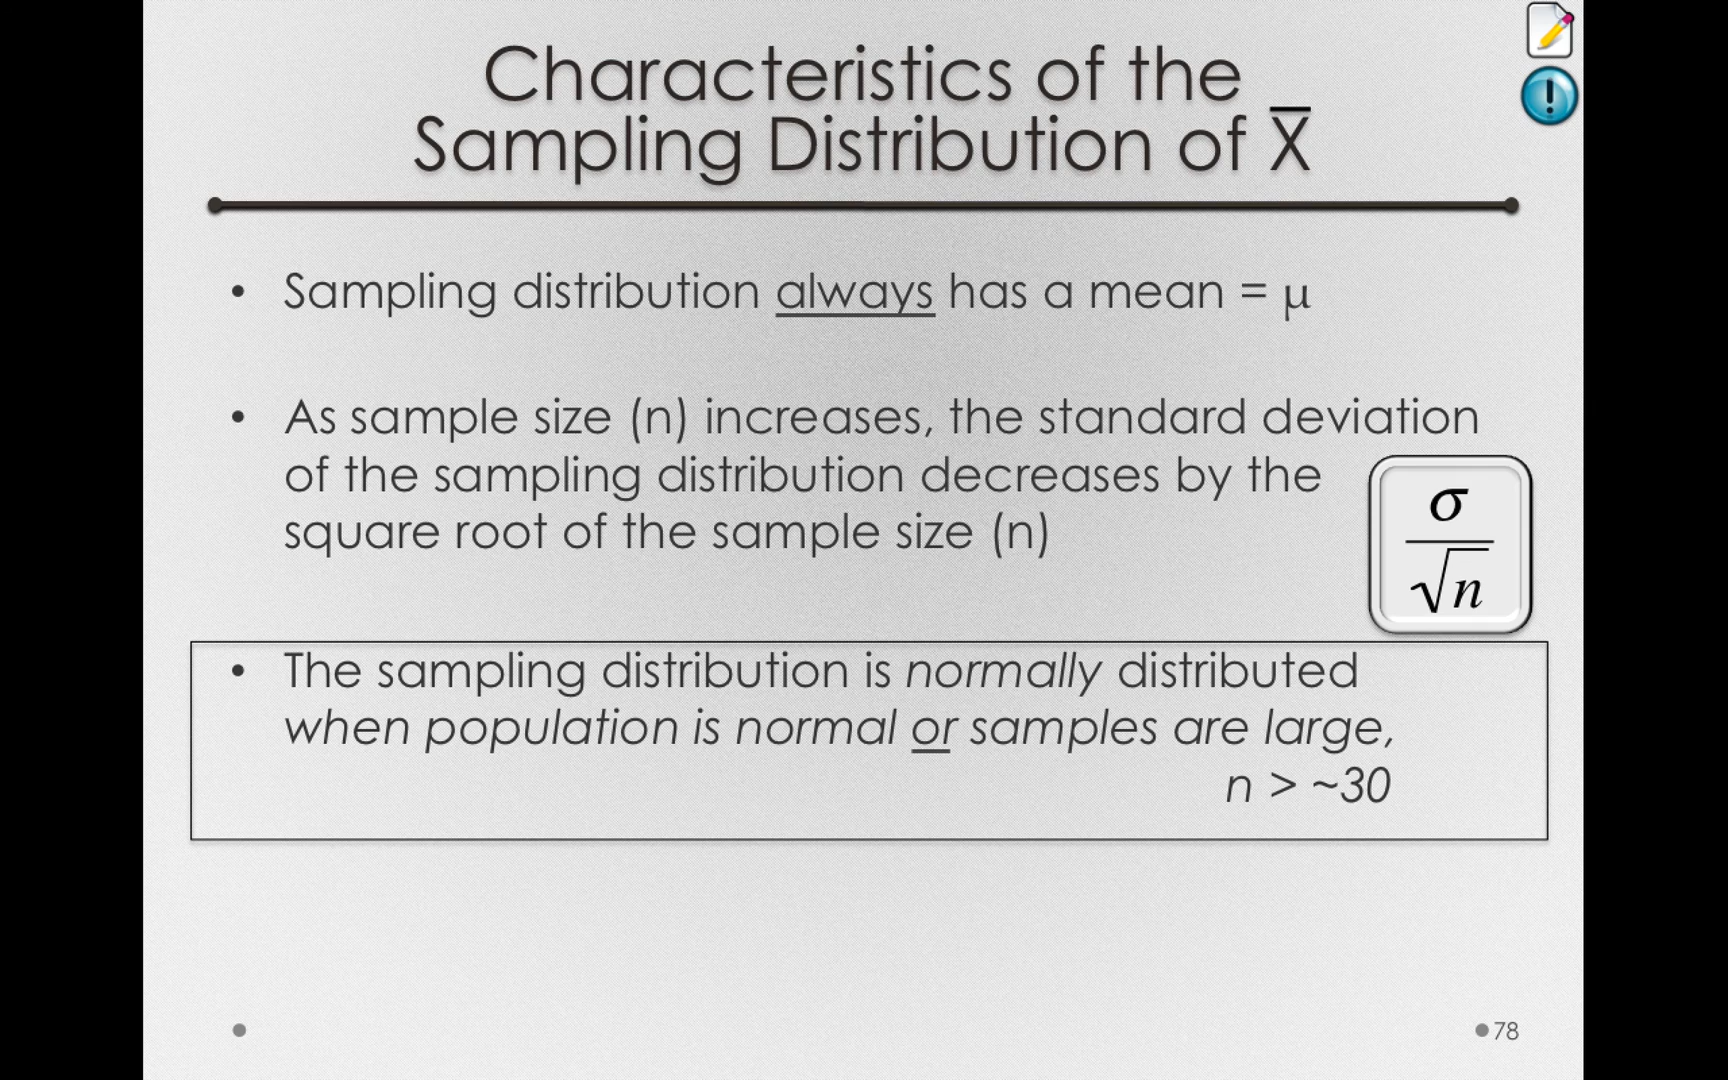 Characteristics of the
Sampling Distribution of X̅
• Sampling distribution always has a mean = μ
• As sample size (n) increases, the standard deviation
of the sampling distribution decreases by the
square root of the sample size (n)
σ
√n
• The sampling distribution is normally distributed
when population is normal or samples are large,
n > ~30
78